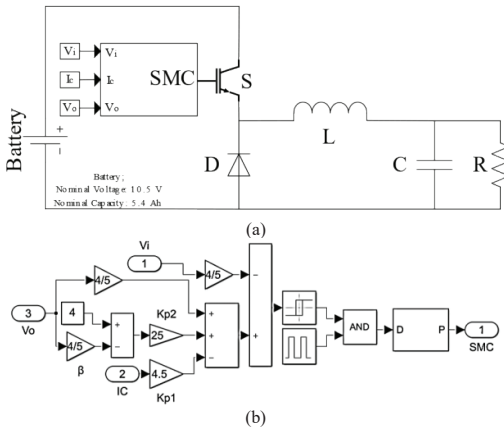 Battery
+
-
Vi
Ic
Vo
Vi
Ic
Vo
SMC
S
D
L
C
R
Battery ;
Nominal Voltage: 10.5 V
Nominal Capacity: 5.4 Ah
(a)
Vi
1
4/5
4/5
3
Vo
4
4/5
β
+
-
Kp2
25
2
IC
4.5
Kp1
+
+
-
-
+
AND
D P
1
SMC
(b)